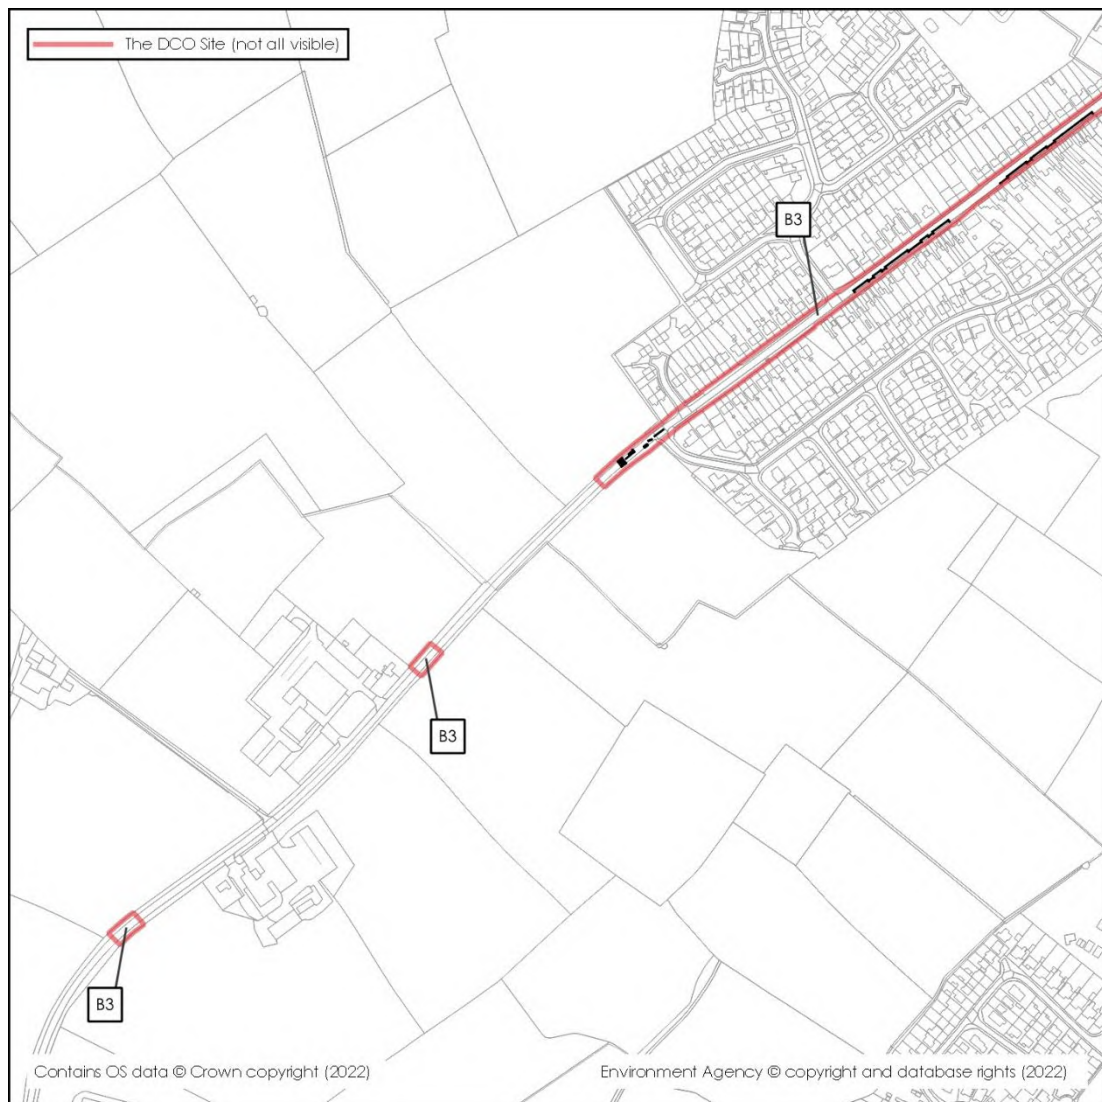 The DCO Site (not all visible)
B3
B3
B3
Contains OS data © Crown copyright (2022)
Environment Agency © copyright and database rights (2022)